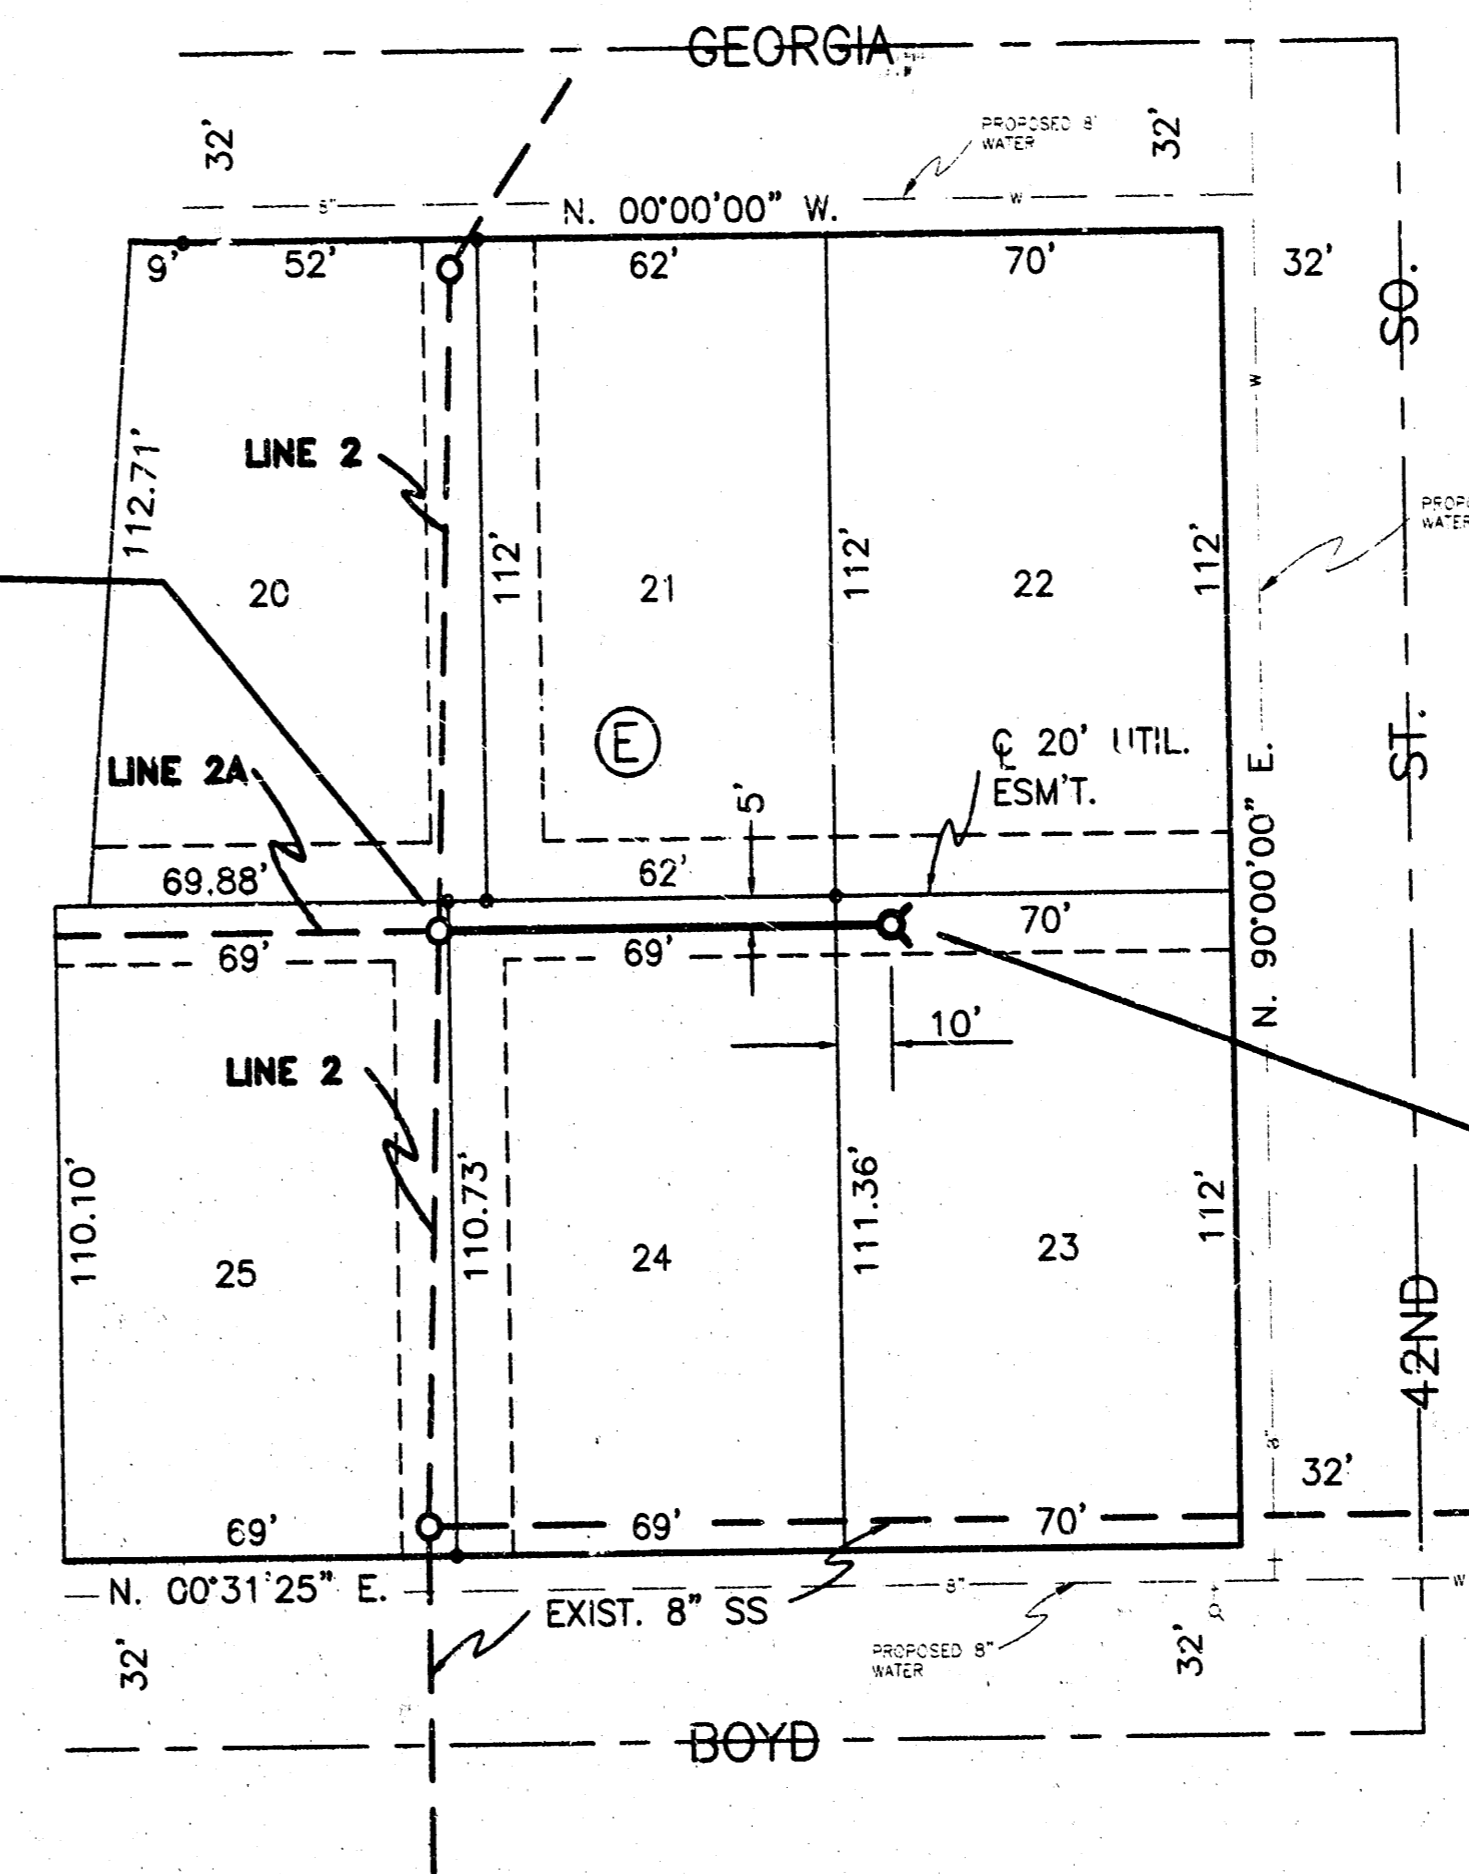 GEORGIA
32'
PROPOSED 8"
WATER
32'
8"
N. 00°00'00" W.
W
9'
52'
62'
70'
32'
SO.
W
LINE 2
112.71'
112'
112'
112'
20
21
22
E
℄ 20' UTIL.
ESM'T.
ST.
LINE 2A
5'
N. 90°00'00" E.
69.88'
62'
70'
69'
69'
10'
LINE 2
110.10'
110.73'
111.36'
112'
25
24
23
42ND
8"
32'
69'
69'
70'
N. 00°31'25" E.
EXIST. 8" SS
8"
W
32'
PROPOSED 8"
WATER
32'
BOYD